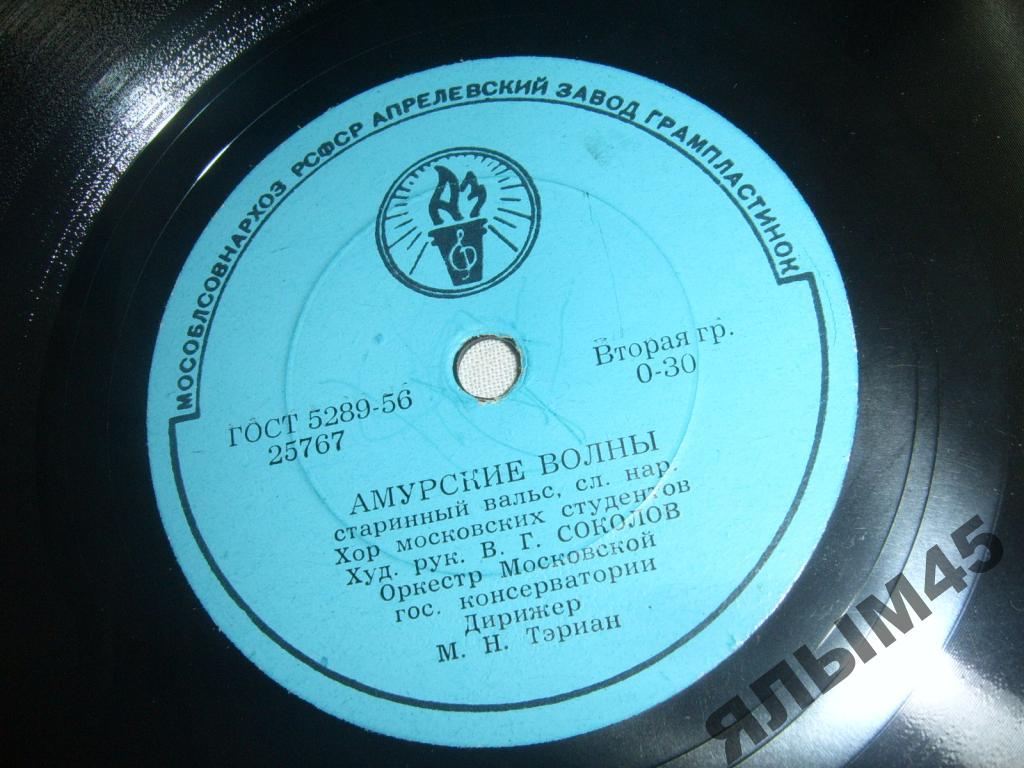 МОСОБЛСОВНАРХОЗ РСФСР АПРЕЛЕВСКИЙ ЗАВОД ГРАМПЛАСТИНОК
АЗ
ГОСТ 5289-56
25767
Вторая гр.
0-30
АМУРСКИЕ ВОЛНЫ
старинный вальс, сл. нар.
Хор московских студентов
Худ. рук. В. Г. СОКОЛОВ
Оркестр Московской
гос. консерватории
Дирижер
М. Н. Тэриан
ЯЛЫМ45